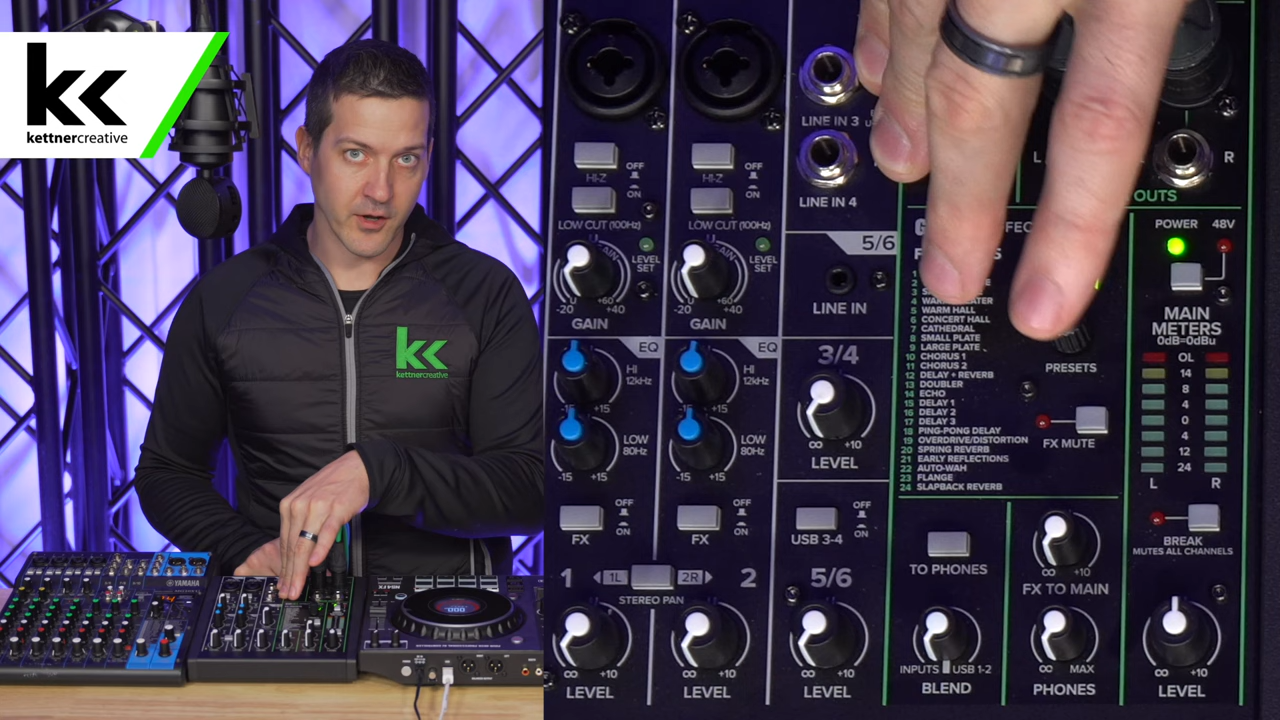 kk
kettnercreative
kk
kettnercreative
YAMAHA
LINE IN 3
LINE IN 4
L
R
OUTS
HI-Z
OFF
ON
HI-Z
OFF
ON
LOW CUT (100Hz)
LOW CUT (100Hz)
LEVEL
SET
LEVEL
SET
U
-20
+60
+40
GAIN
U
-20
+60
+40
GAIN
5/6
LINE IN
POWER
48V
1
2
3
4
5 WARM HALL
6 CONCERT HALL
7 CATHEDRAL
8 SMALL PLATE
9 LARGE PLATE
10 CHORUS 1
11 CHORUS 2
12 DELAY + REVERB
13 DOUBLER
14 ECHO
15 DELAY 1
16 DELAY 2
17 DELAY 3
18 PING-PONG DELAY
19 OVERDRIVE/DISTORTION
20 SPRING REVERB
21 EARLY REFLECTIONS
22 AUTO-WAH
23 FLANGE
24 SLAPBACK REVERB
PRESETS
FX MUTE
MAIN
METERS
0dB=0dBu
OL
14
8
4
0
4
12
24
L
R
EQ
HI
12kHz
-15
+15
LOW
80Hz
-15
+15
EQ
HI
12kHz
-15
+15
LOW
80Hz
-15
+15
3/4
∞
+10
LEVEL
FX
OFF
ON
FX
OFF
ON
USB 3-4
OFF
ON
BREAK
MUTES ALL CHANNELS
TO PHONES
∞
+10
FX TO MAIN
1
1L
2R
2
STEREO PAN
5/6
∞
+10
LEVEL
∞
+10
LEVEL
∞
+10
LEVEL
INPUTS
USB 1-2
BLEND
∞
MAX
PHONES
∞
+10
LEVEL